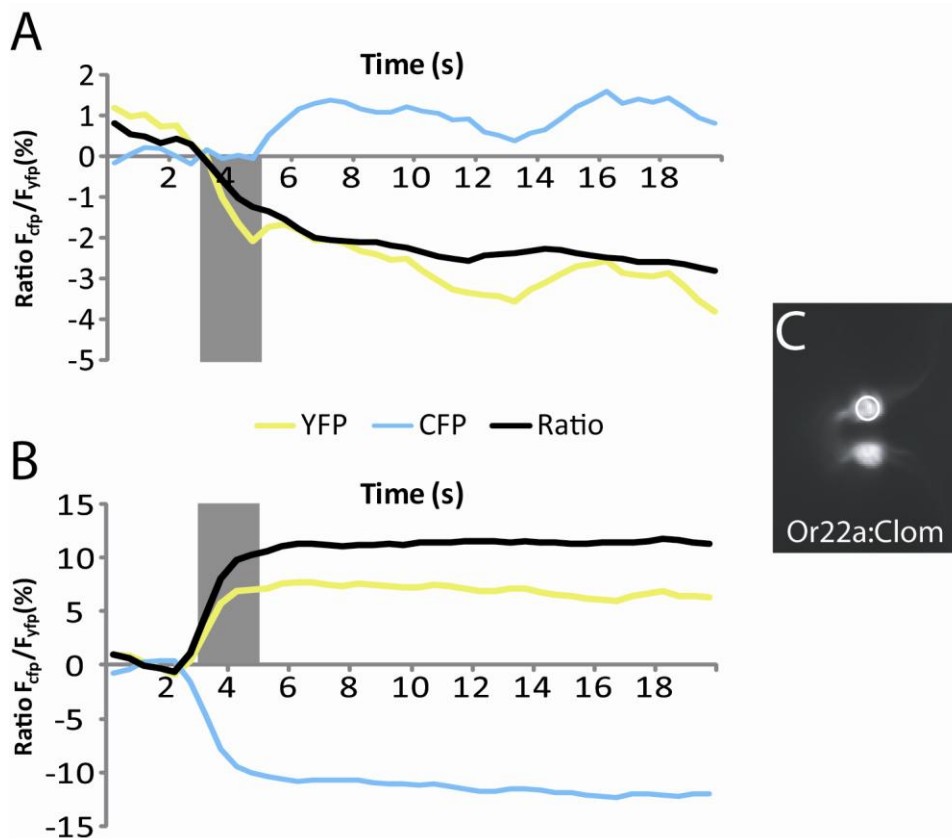 A
Time (s)
2
1
0
-1
-2
-3
-4
-5
2 4 6 8 10 12 14 16 18
Ratio Fcfp/Fyfp(%)
YFP CFP Ratio
B
Time (s)
15
10
5
0
-5
-10
-15
2 4 6 8 10 12 14 16 18
Ratio Fcfp/Fyfp(%)
C
Or22a:Clom